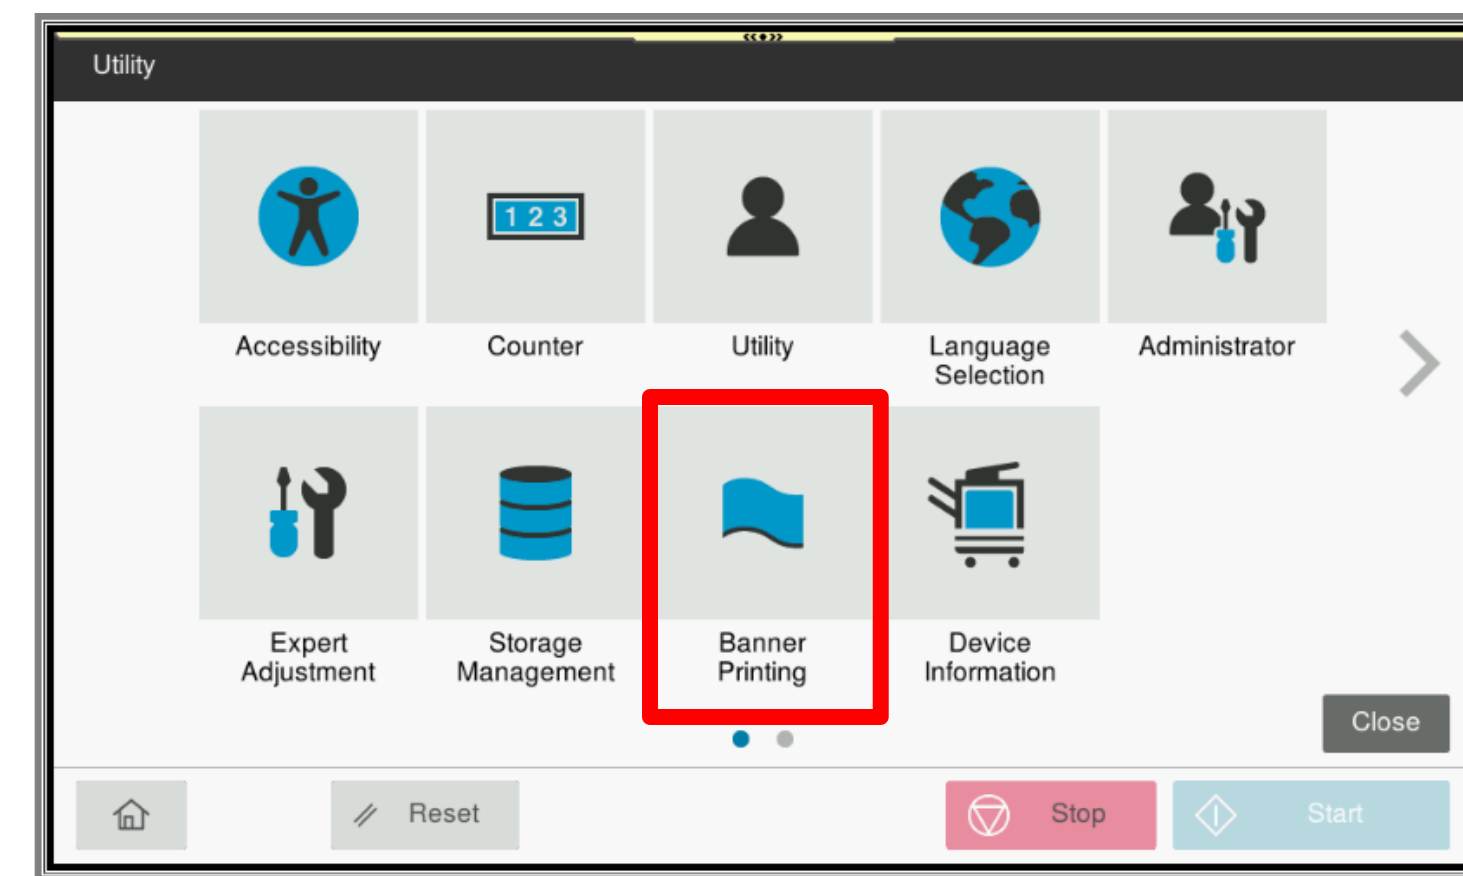 Utility
1 2 3
Accessibility
Counter
Utility
Language
Selection
Administrator
Expert
Adjustment
Storage
Management
Banner
Printing
Device
Information
Close
Reset
Stop
Start